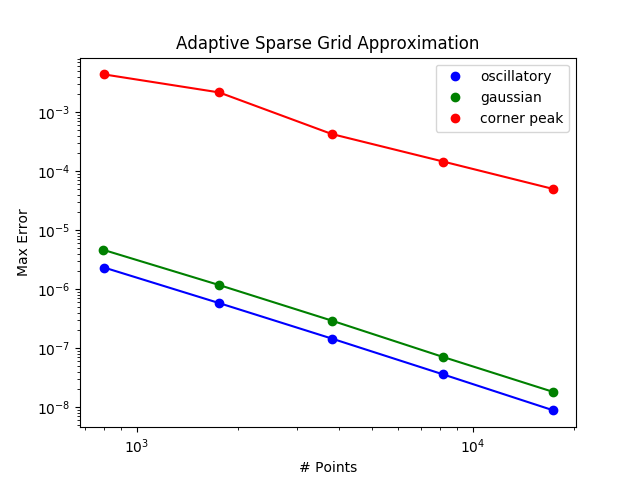 Adaptive Sparse Grid Approximation
oscillatory
gaussian
corner peak
Max Error
10⁻³
10⁻⁴
10⁻⁵
10⁻⁶
10⁻⁷
10⁻⁸
10³ 10⁴
# Points